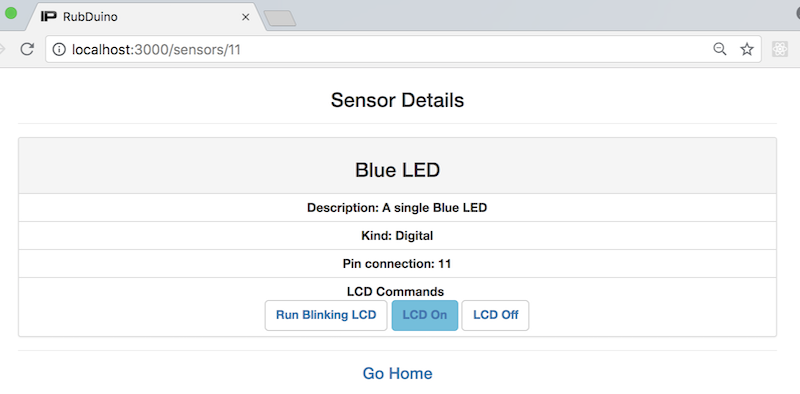 RubDuino
localhost:3000/sensors/11
Sensor Details
Blue LED
Description: A single Blue LED
Kind: Digital
Pin connection: 11
LCD Commands
Run Blinking LCD LCD On LCD Off
Go Home